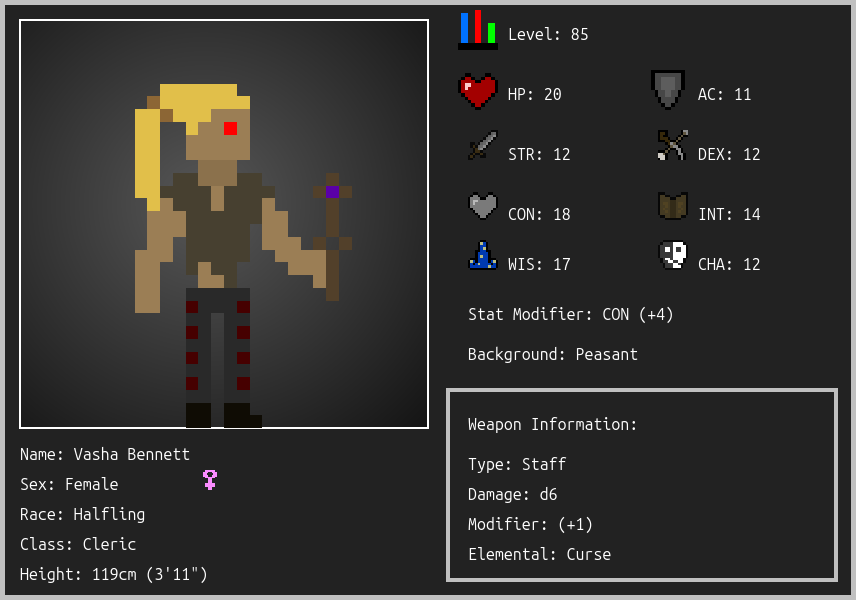 Level: 85
HP: 20
AC: 11
STR: 12
DEX: 12
CON: 18
INT: 14
WIS: 17
CHA: 12
Stat Modifier: CON (+4)
Background: Peasant
Weapon Information:
Type: Staff
Damage: d6
Modifier: (+1)
Elemental: Curse
Name: Vasha Bennett
Sex: Female
Race: Halfling
Class: Cleric
Height: 119cm (3'11")